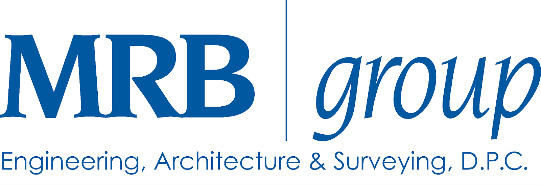 MRB group
Engineering, Architecture & Surveying, D.P.C.